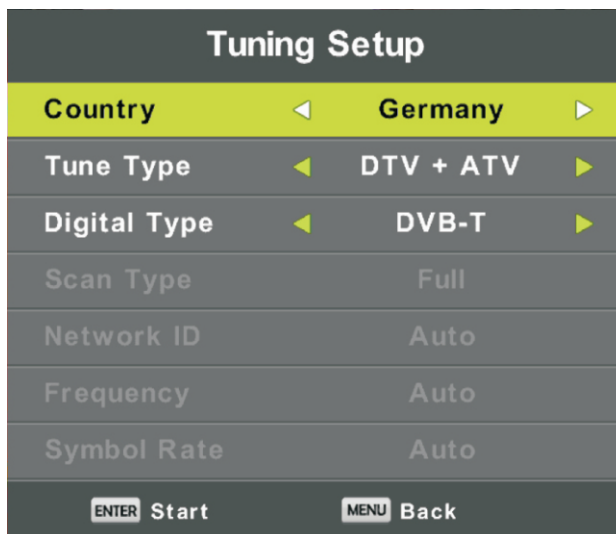 Tuning Setup
Country Germany
Tune Type DTV + ATV
Digital Type DVB-T
Scan Type Full
Network ID Auto
Frequency Auto
Symbol Rate Auto
ENTER Start MENU Back